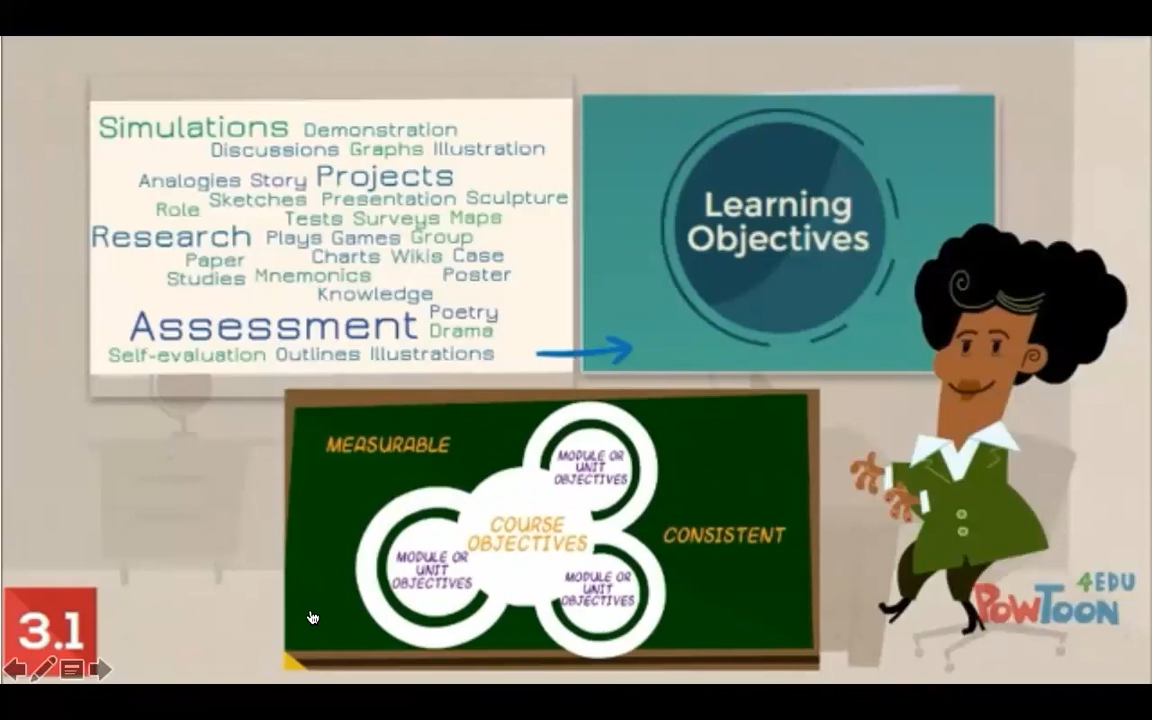 Simulations Demonstration
Discussions Graphs Illustration
Analogies Story Projects
Role Sketches Presentation Sculpture
Tests Surveys Maps
Research Plays Games Group
Paper Charts Wikis Case
Studies Mnemonics Poster
Knowledge
Assessment Poetry
Drama
Self-evaluation Outlines Illustrations
Learning
Objectives
MEASURABLE
MODULE OR
UNIT
OBJECTIVES
COURSE
OBJECTIVES
CONSISTENT
MODULE OR
UNIT
OBJECTIVES
MODULE OR
UNIT
OBJECTIVES
3.1
4EDU
POWTOON